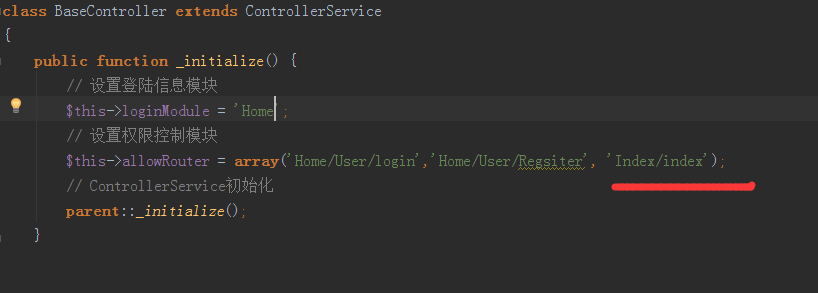 class BaseController extends ControllerService
{
public function _initialize() {
// 设置登陆信息模块
$this->loginModule = 'Home';
// 设置权限控制模块
$this->allowRouter = array('Home/User/login','Home/User/Regsiter', 'Index/index');
// ControllerService初始化
parent::_initialize();
}